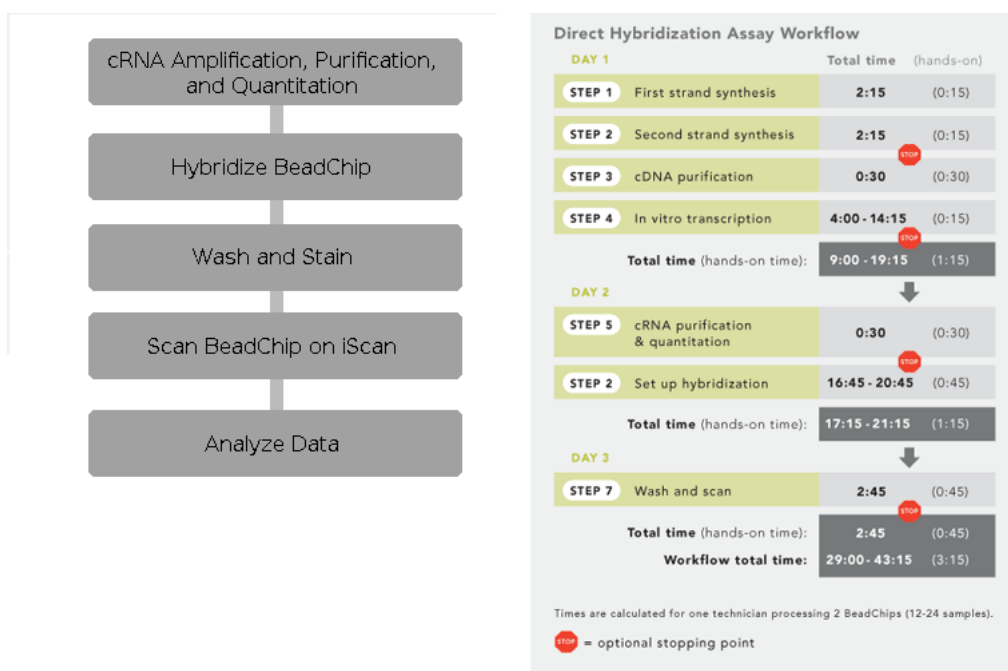 cRNA Amplification, Purification,
and Quantitation
Hybridize BeadChip
Wash and Stain
Scan BeadChip on iScan
Analyze Data
Direct Hybridization Assay Workflow
DAY 1 Total time (hands-on)
STEP 1 First strand synthesis 2:15 (0:15)
STEP 2 Second strand synthesis 2:15 (0:15)
STOP
STEP 3 cDNA purification 0:30 (0:30)
STEP 4 In vitro transcription 4:00 - 14:15 (0:15)
STOP
Total time (hands-on time): 9:00 - 19:15 (1:15)
DAY 2
STEP 5 cRNA purification
& quantitation 0:30 (0:30)
STOP
STEP 2 Set up hybridization 16:45 - 20:45 (0:45)
Total time (hands-on time): 17:15 - 21:15 (1:15)
DAY 3
STEP 7 Wash and scan 2:45 (0:45)
STOP
Total time (hands-on time): 2:45 (0:45)
Workflow total time: 29:00 - 43:15 (3:15)
Times are calculated for one technician processing 2 BeadChips (12-24 samples).
STOP = optional stopping point